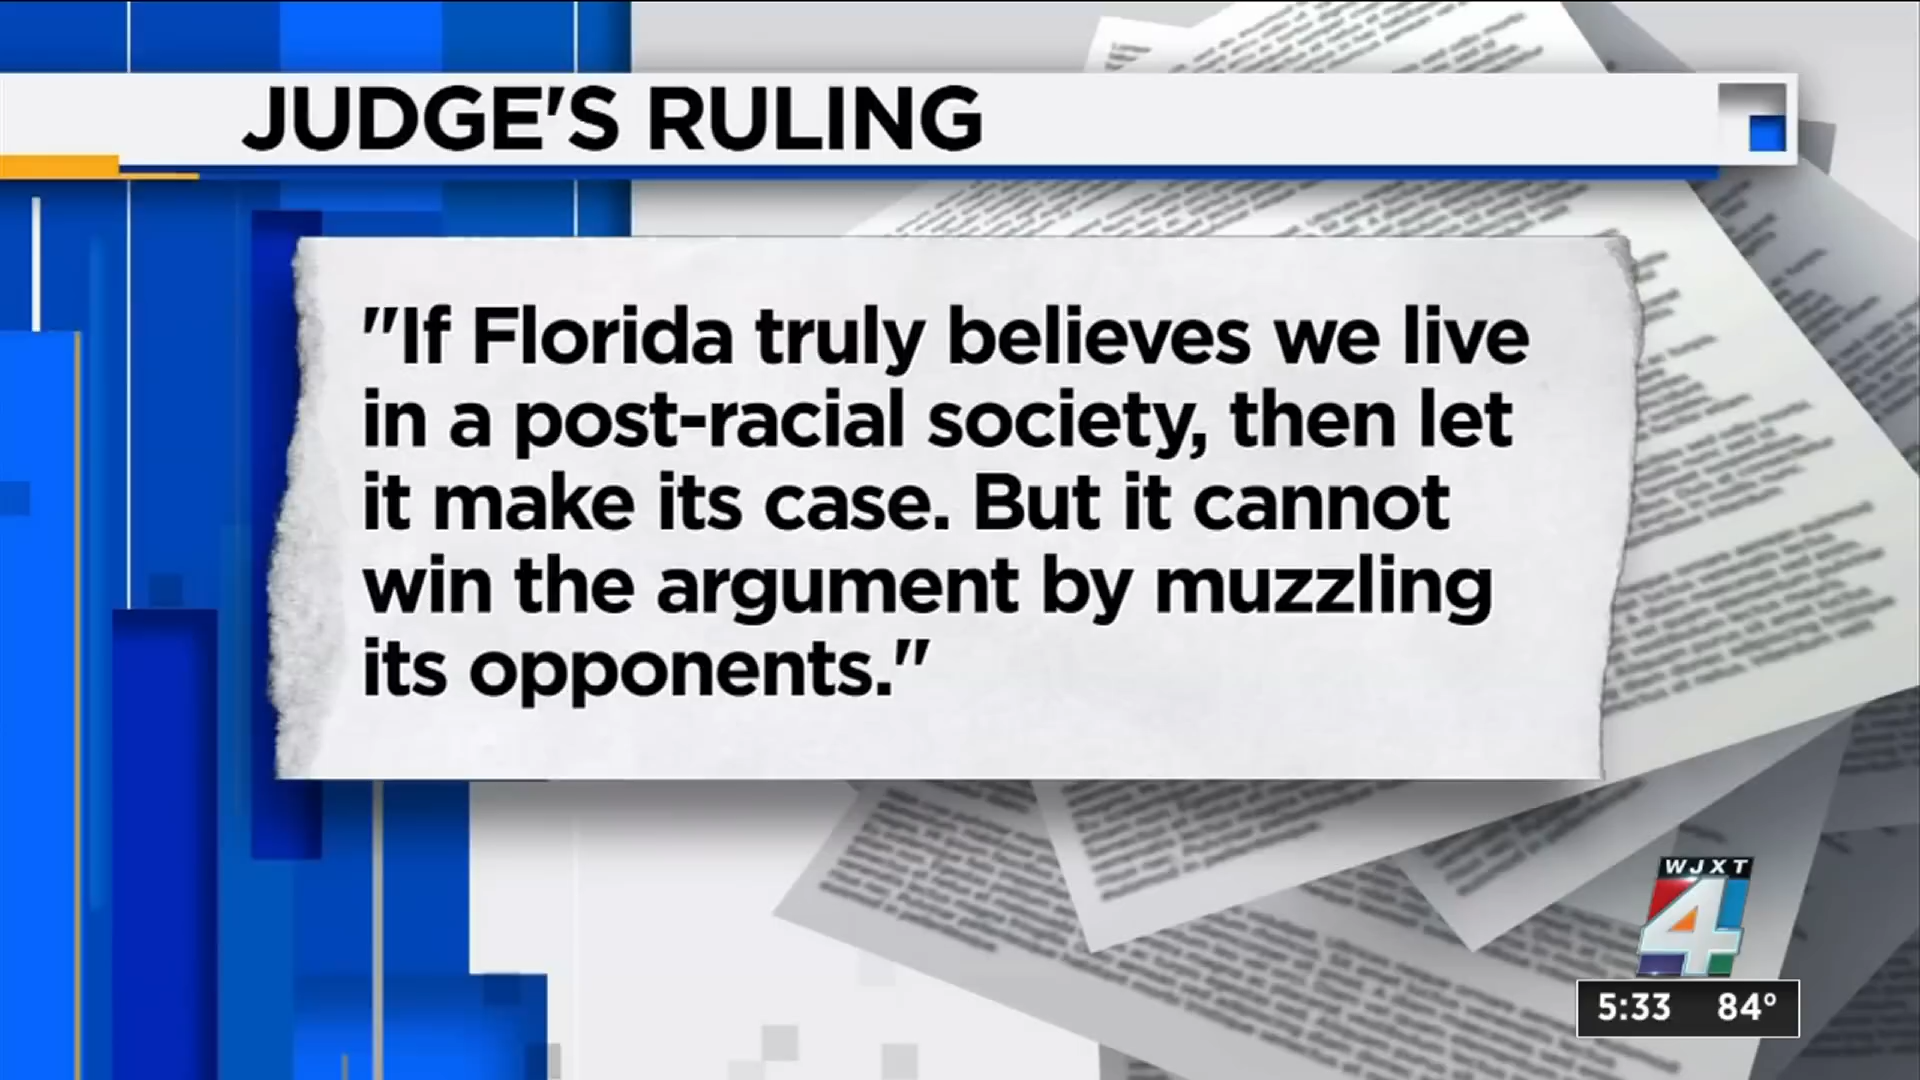 JUDGE'S RULING
"If Florida truly believes we live
in a post-racial society, then let
it make its case. But it cannot
win the argument by muzzling
its opponents."
WJXT
4
5:33 84°